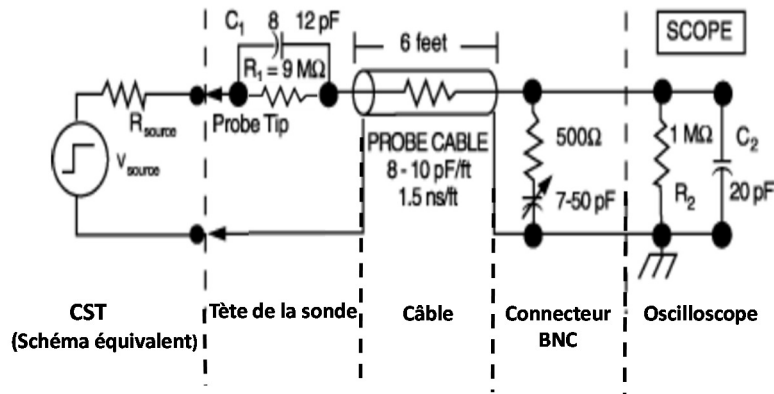 C1 8 12 pF
R1 = 9 MΩ
Probe Tip
Rsource
Vsource
6 feet
PROBE CABLE
8 - 10 pF/ft
1.5 ns/ft
500Ω
7-50 pF
SCOPE
1 MΩ
R2
C2
20 pF
CST
(Schéma équivalent)
Tète de la sonde
Câble
Connecteur
BNC
Oscilloscope